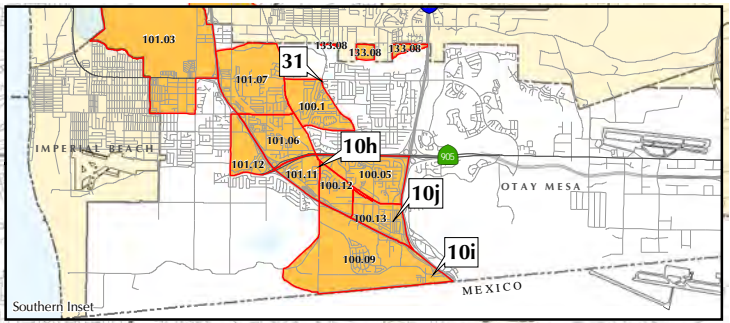 101.03
133.08
133.08
133.08
31
101.07
100.1
101.06
IMPERIAL BEACH
10h
905
101.12
101.11
100.05
100.12
10j
OTAY MESA
100.13
10i
100.09
MEXICO
Southern Inset